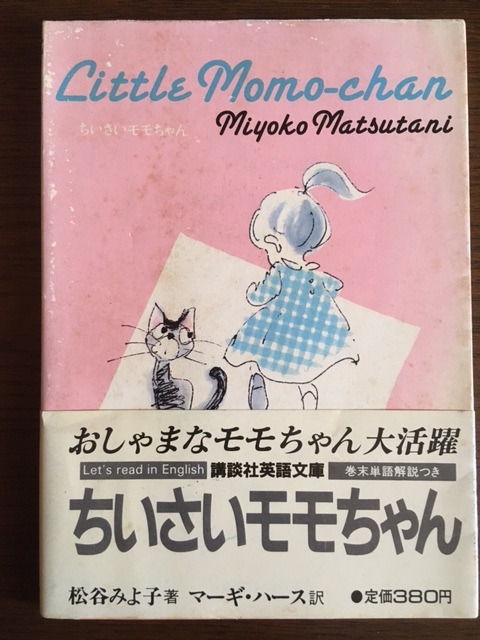 Little Momo-chan
ちいさいモモちゃん
Miyoko Matsutani
おしゃまなモモちゃん大活躍
Let's read in English 講談社英語文庫 巻末単語解説つき
ちいさいモモちゃん
松谷みよ子著 マーギ・ハース訳 ●定価380円